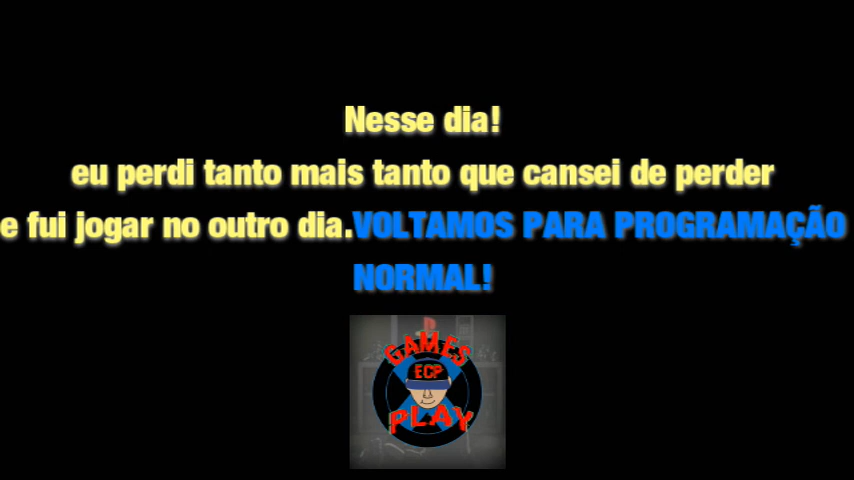 Nesse dia!
eu perdi tanto mais tanto que cansei de perder
e fui jogar no outro dia.VOLTAMOS PARA PROGRAMAÇÃO
NORMAL!
GAMES
ECP
PLAY